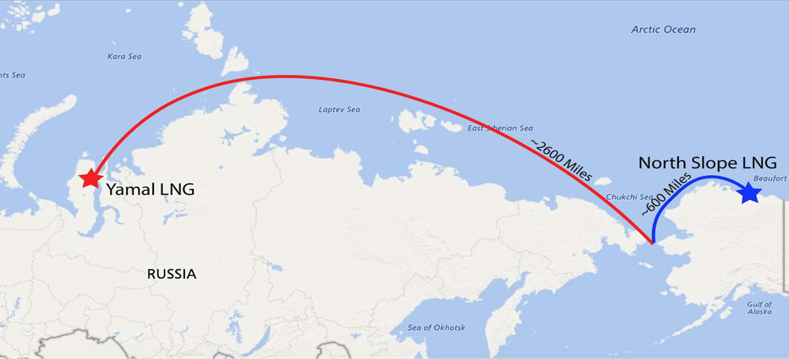 Arctic Ocean
Kara Sea
nts Sea
Laptev Sea
East Siberian Sea
~2600 Miles
North Slope LNG
Beaufort
Yamal LNG
Chukchi Sea
~600 Miles
RUSSIA
Gulf of
Alaska
Sea of Okhotsk